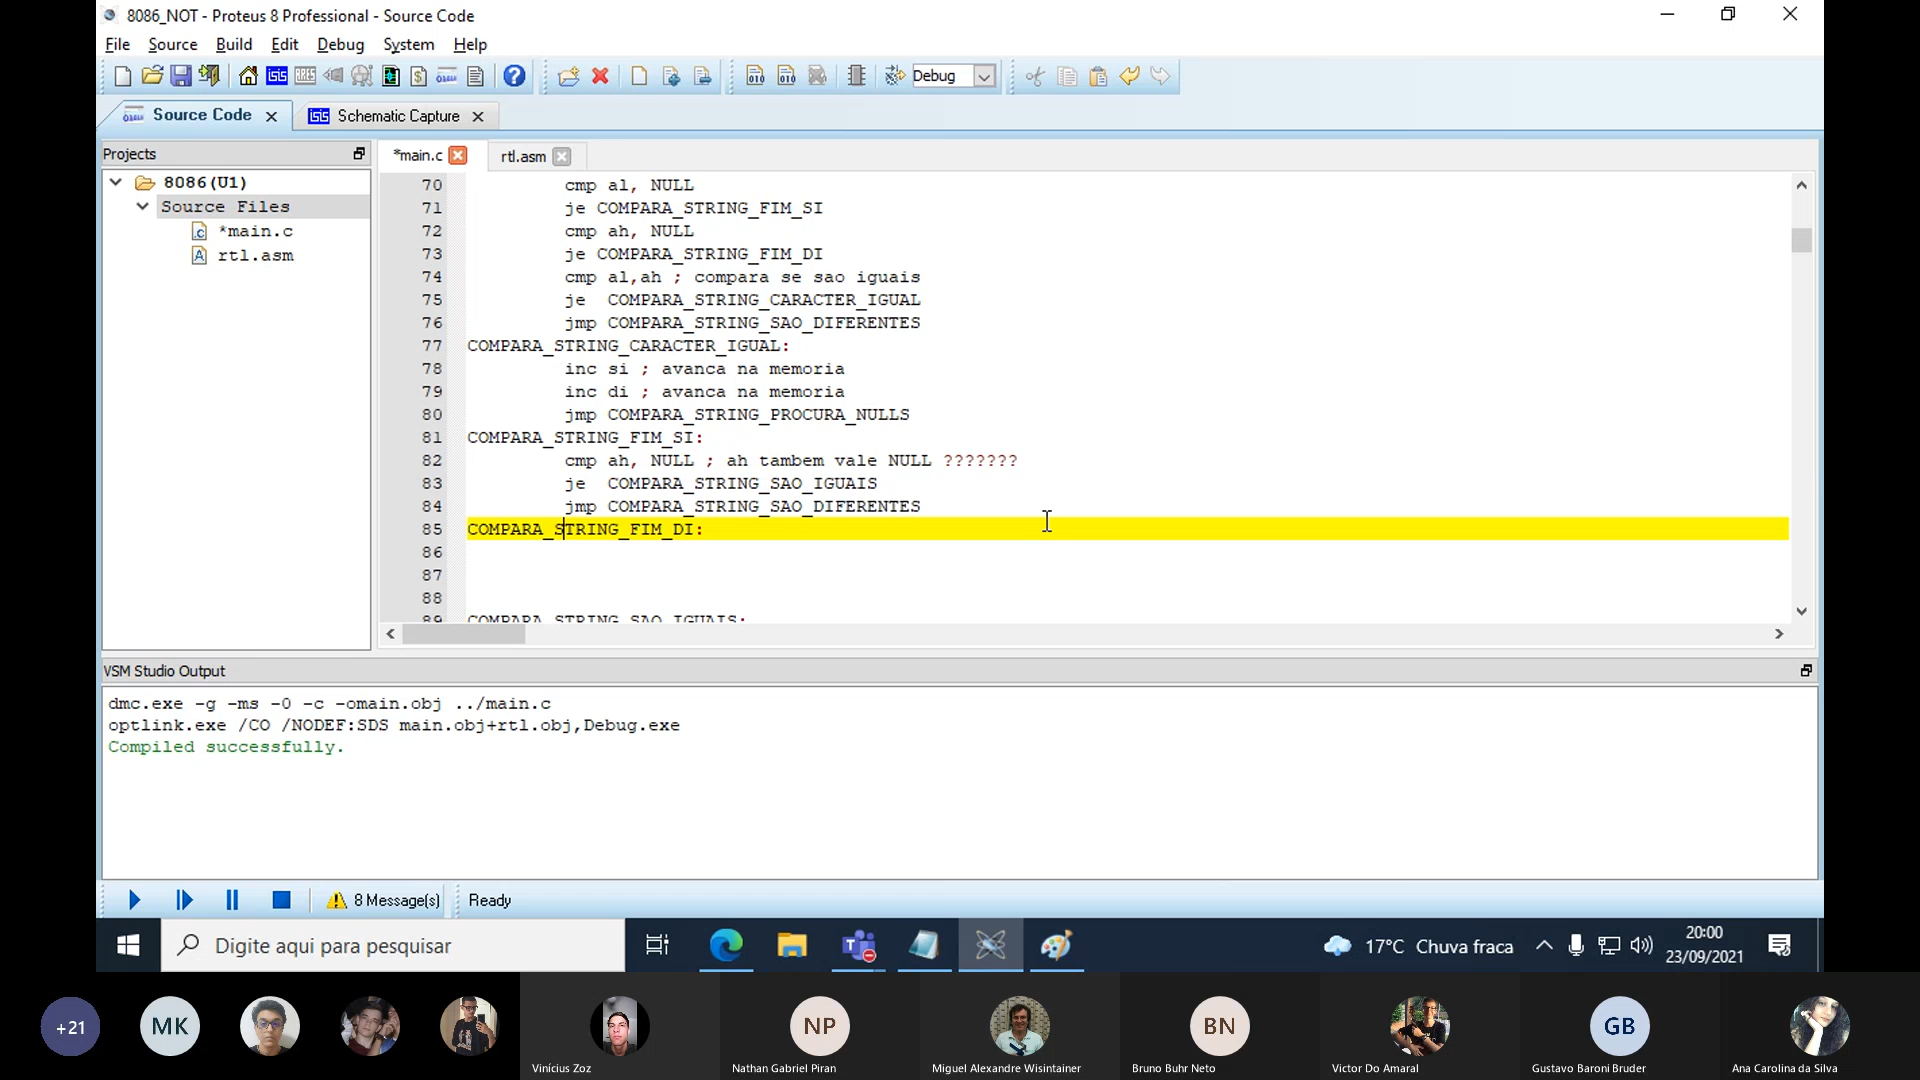 8086_NOT - Proteus 8 Professional - Source Code
File Source Build Edit Debug System Help
Debug
Source Code
Schematic Capture
Projects
*main.c
rtl.asm
8086(U1)
Source Files
*main.c
rtl.asm
70 cmp al, NULL
71 je COMPARA_STRING_FIM_SI
72 cmp ah, NULL
73 je COMPARA_STRING_FIM_DI
74 cmp al,ah ; compara se sao iguais
75 je COMPARA_STRING_CARACTER_IGUAL
76 jmp COMPARA_STRING_SAO_DIFERENTES
77 COMPARA_STRING_CARACTER_IGUAL:
78 inc si ; avanca na memoria
79 inc di ; avanca na memoria
80 jmp COMPARA_STRING_PROCURA_NULLS
81 COMPARA_STRING_FIM_SI:
82 cmp ah, NULL ; ah tambem vale NULL ???????
83 je COMPARA_STRING_SAO_IGUAIS
84 jmp COMPARA_STRING_SAO_DIFERENTES
85 COMPARA_STRING_FIM_DI:
86
87
88
89 COMPARA_STRING_SAO_IGUAIS:
VSM Studio Output
dmc.exe -g -ms -0 -c -omain.obj ../main.c
optlink.exe /CO /NODEF:SDS main.obj+rtl.obj,Debug.exe
Compiled successfully.
8 Message(s)
Ready
Digite aqui para pesquisar
17°C Chuva fraca
20:00
23/09/2021
+21
MK
NP
BN
GB
Vinícius Zoz
Nathan Gabriel Piran
Miguel Alexandre Wisintainer
Bruno Buhr Neto
Victor Do Amaral
Gustavo Baroni Bruder
Ana Carolina da Silva